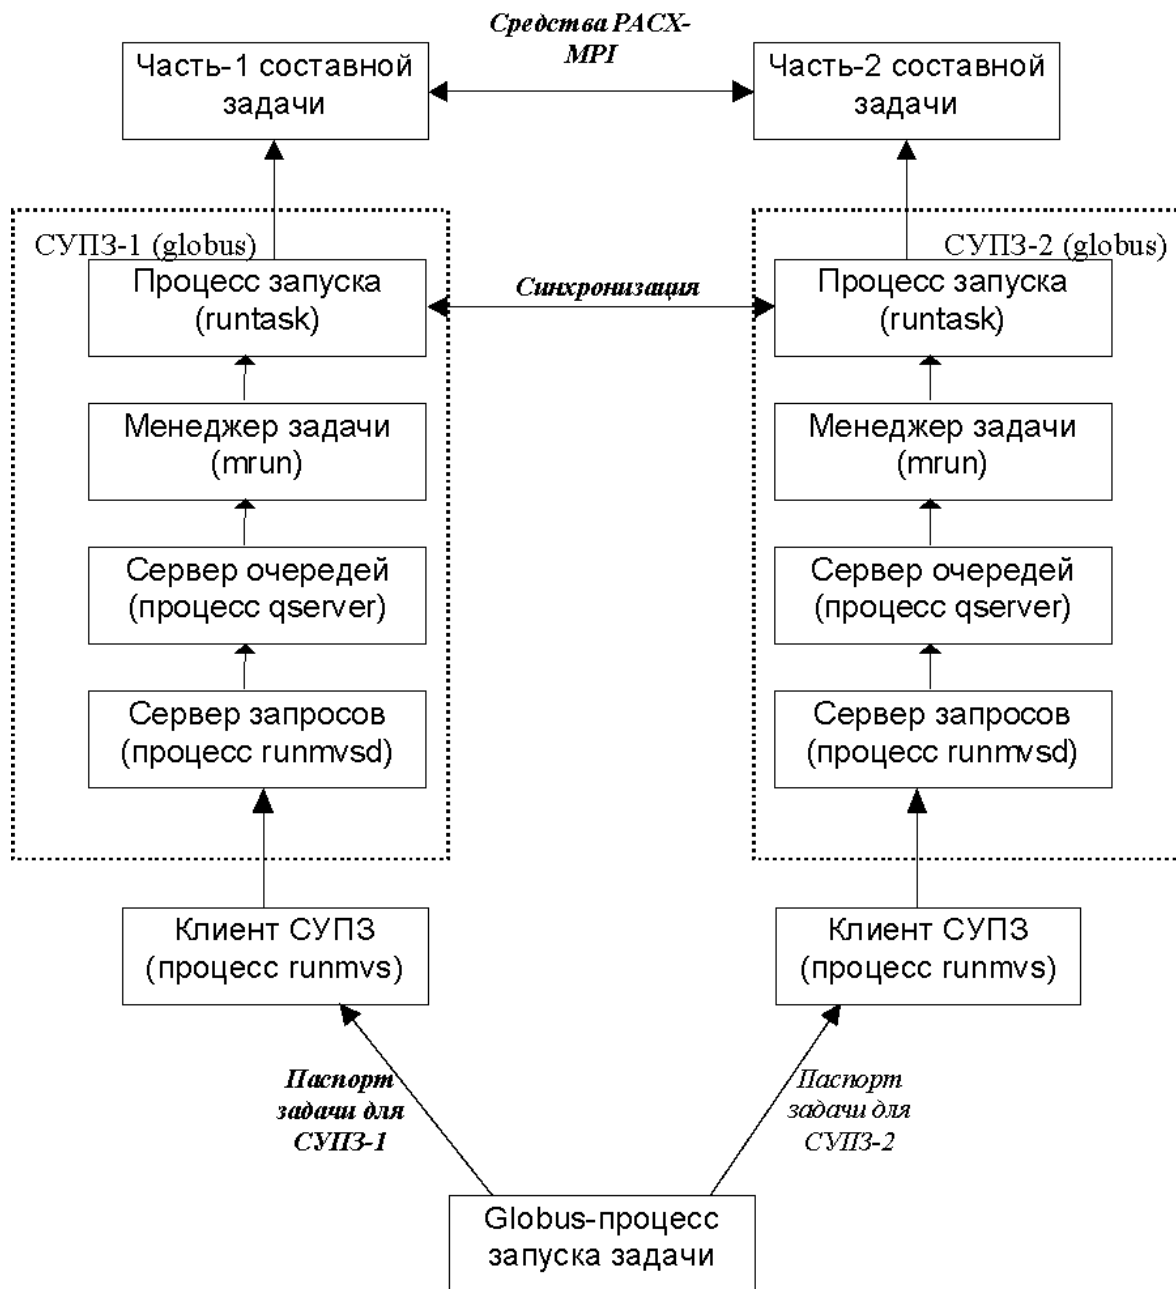 Средства PACX-
MPI
Часть-1 составной
задачи
Часть-2 составной
задачи
СУПЗ-1 (globus)
СУПЗ-2 (globus)
Процесс запуска
(runtask)
Синхронизация
Процесс запуска
(runtask)
Менеджер задачи
(mrun)
Менеджер задачи
(mrun)
Сервер очередей
(процесс qserver)
Сервер очередей
(процесс qserver)
Сервер запросов
(процесс runmvsd)
Сервер запросов
(процесс runmvsd)
Клиент СУПЗ
(процесс runmvs)
Клиент СУПЗ
(процесс runmvs)
Паспорт
задачи для
СУПЗ-1
Паспорт
задачи для
СУПЗ-2
Globus-процесс
запуска задачи